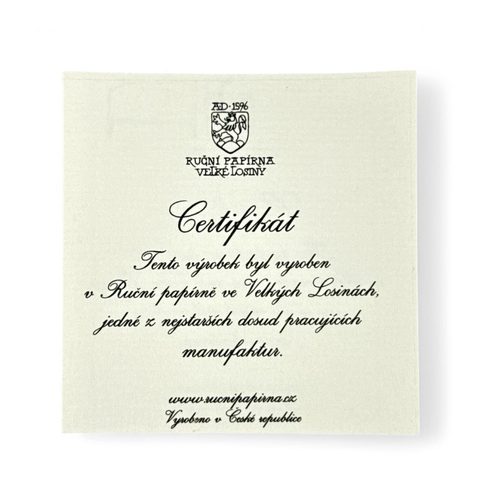 A.D. 1596
RUČNÍ PAPÍRNA
VELKÉ LOSINY
Certifikát
Tento výrobek byl vyroben
v Ruční papírně ve Velkých Losinách,
jedné z nejstarších dosud pracujících
manufaktur.
www.rucnipapirna.cz
Vyrobeno v České republice